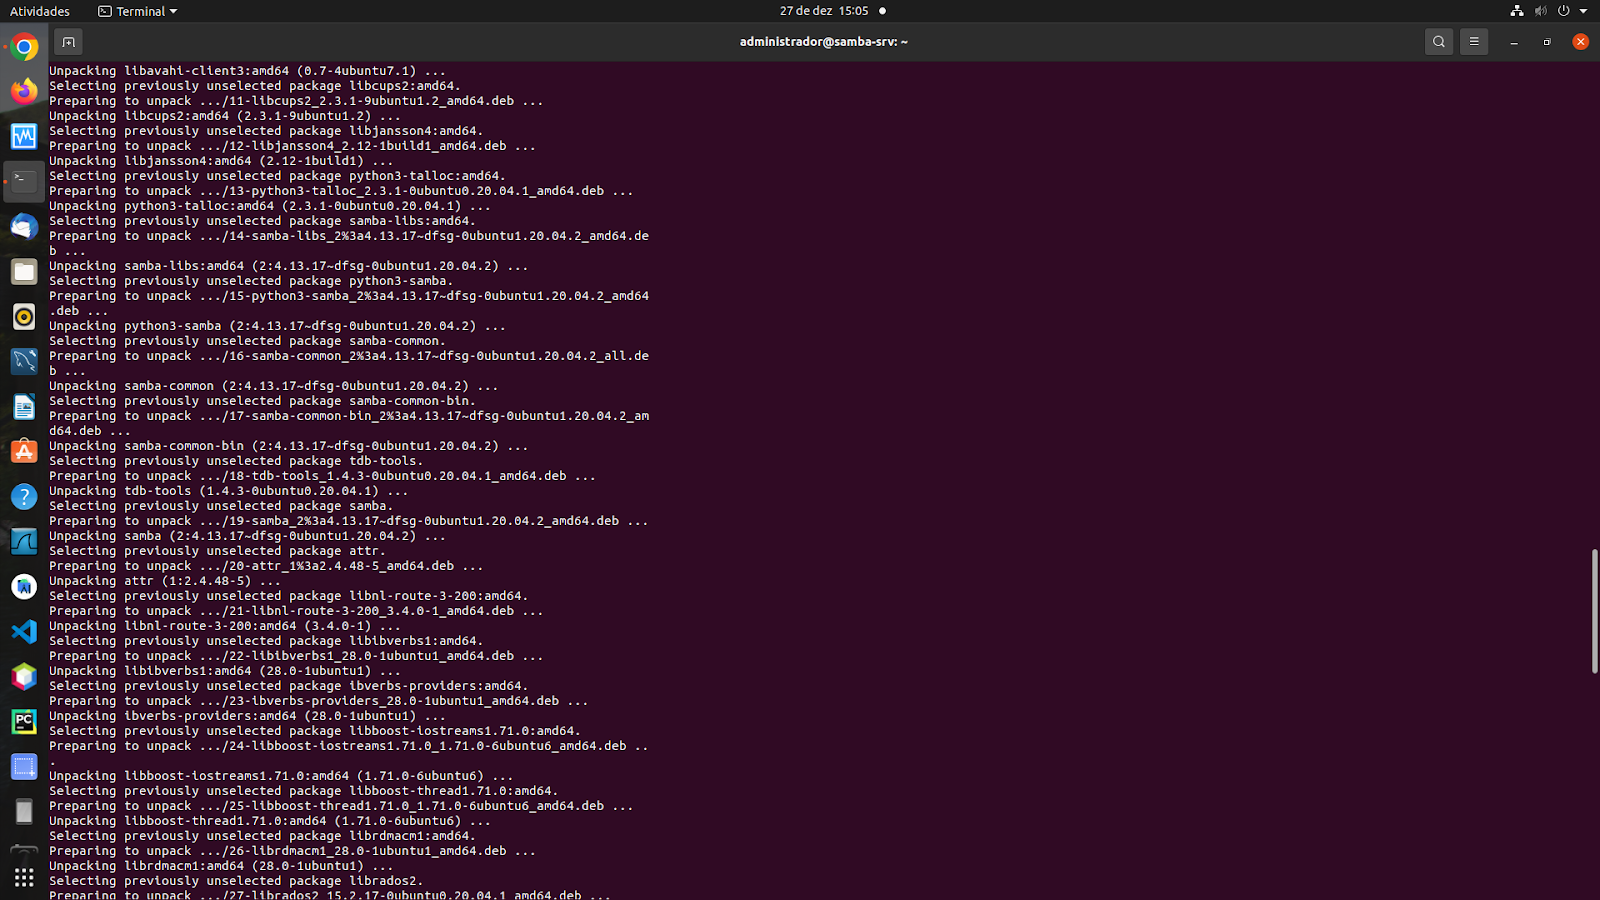 Atividades
Terminal
27 de dez 15:05
administrador@samba-srv: ~
Unpacking libavahi-client3:amd64 (0.7-4ubuntu7.1) ...
Selecting previously unselected package libcups2:amd64.
Preparing to unpack .../11-libcups2_2.3.1-9ubuntu1.2_amd64.deb ...
Unpacking libcups2:amd64 (2.3.1-9ubuntu1.2) ...
Selecting previously unselected package libjansson4:amd64.
Preparing to unpack .../12-libjansson4_2.12-1build1_amd64.deb ...
Unpacking libjansson4:amd64 (2.12-1build1) ...
Selecting previously unselected package python3-talloc:amd64.
Preparing to unpack .../13-python3-talloc_2.3.1-0ubuntu0.20.04.1_amd64.deb ...
Unpacking python3-talloc:amd64 (2.3.1-0ubuntu0.20.04.1) ...
Selecting previously unselected package samba-libs:amd64.
Preparing to unpack .../14-samba-libs_2%3a4.13.17~dfsg-0ubuntu1.20.04.2_amd64.de
b ...
Unpacking samba-libs:amd64 (2:4.13.17~dfsg-0ubuntu1.20.04.2) ...
Selecting previously unselected package python3-samba.
Preparing to unpack .../15-python3-samba_2%3a4.13.17~dfsg-0ubuntu1.20.04.2_amd64
.deb ...
Unpacking python3-samba (2:4.13.17~dfsg-0ubuntu1.20.04.2) ...
Selecting previously unselected package samba-common.
Preparing to unpack .../16-samba-common_2%3a4.13.17~dfsg-0ubuntu1.20.04.2_all.de
b ...
Unpacking samba-common (2:4.13.17~dfsg-0ubuntu1.20.04.2) ...
Selecting previously unselected package samba-common-bin.
Preparing to unpack .../17-samba-common-bin_2%3a4.13.17~dfsg-0ubuntu1.20.04.2_am
d64.deb ...
Unpacking samba-common-bin (2:4.13.17~dfsg-0ubuntu1.20.04.2) ...
Selecting previously unselected package tdb-tools.
Preparing to unpack .../18-tdb-tools_1.4.3-0ubuntu0.20.04.1_amd64.deb ...
Unpacking tdb-tools (1.4.3-0ubuntu0.20.04.1) ...
Selecting previously unselected package samba.
Preparing to unpack .../19-samba_2%3a4.13.17~dfsg-0ubuntu1.20.04.2_amd64.deb ...
Unpacking samba (2:4.13.17~dfsg-0ubuntu1.20.04.2) ...
Selecting previously unselected package attr.
Preparing to unpack .../20-attr_1%3a2.4.48-5_amd64.deb ...
Unpacking attr (1:2.4.48-5) ...
Selecting previously unselected package libnl-route-3-200:amd64.
Preparing to unpack .../21-libnl-route-3-200_3.4.0-1_amd64.deb ...
Unpacking libnl-route-3-200:amd64 (3.4.0-1) ...
Selecting previously unselected package libibverbs1:amd64.
Preparing to unpack .../22-libibverbs1_28.0-1ubuntu1_amd64.deb ...
Unpacking libibverbs1:amd64 (28.0-1ubuntu1) ...
Selecting previously unselected package ibverbs-providers:amd64.
Preparing to unpack .../23-ibverbs-providers_28.0-1ubuntu1_amd64.deb ...
Unpacking ibverbs-providers:amd64 (28.0-1ubuntu1) ...
Selecting previously unselected package libboost-iostreams1.71.0:amd64.
Preparing to unpack .../24-libboost-iostreams1.71.0_1.71.0-6ubuntu6_amd64.deb ..
.
Unpacking libboost-iostreams1.71.0:amd64 (1.71.0-6ubuntu6) ...
Selecting previously unselected package libboost-thread1.71.0:amd64.
Preparing to unpack .../25-libboost-thread1.71.0_1.71.0-6ubuntu6_amd64.deb ...
Unpacking libboost-thread1.71.0:amd64 (1.71.0-6ubuntu6) ...
Selecting previously unselected package librdmacm1:amd64.
Preparing to unpack .../26-librdmacm1_28.0-1ubuntu1_amd64.deb ...
Unpacking librdmacm1:amd64 (28.0-1ubuntu1) ...
Selecting previously unselected package librados2.
Preparing to unpack .../27-librados2_15.2.17-0ubuntu0.20.04.1_amd64.deb ...
PC